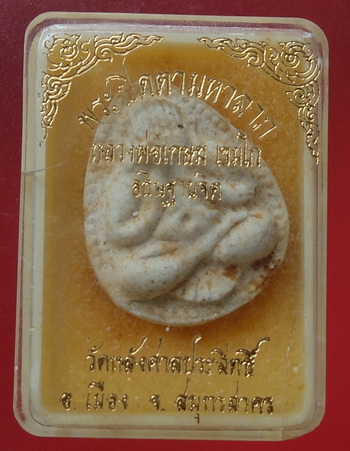 พระปิดตามหาลาภ
หลวงพ่อเกษม เขมโก
อธิษฐานจิต
วัดหลังศาลประสิทธิ์
อ.เมือง จ.สมุทรสาคร